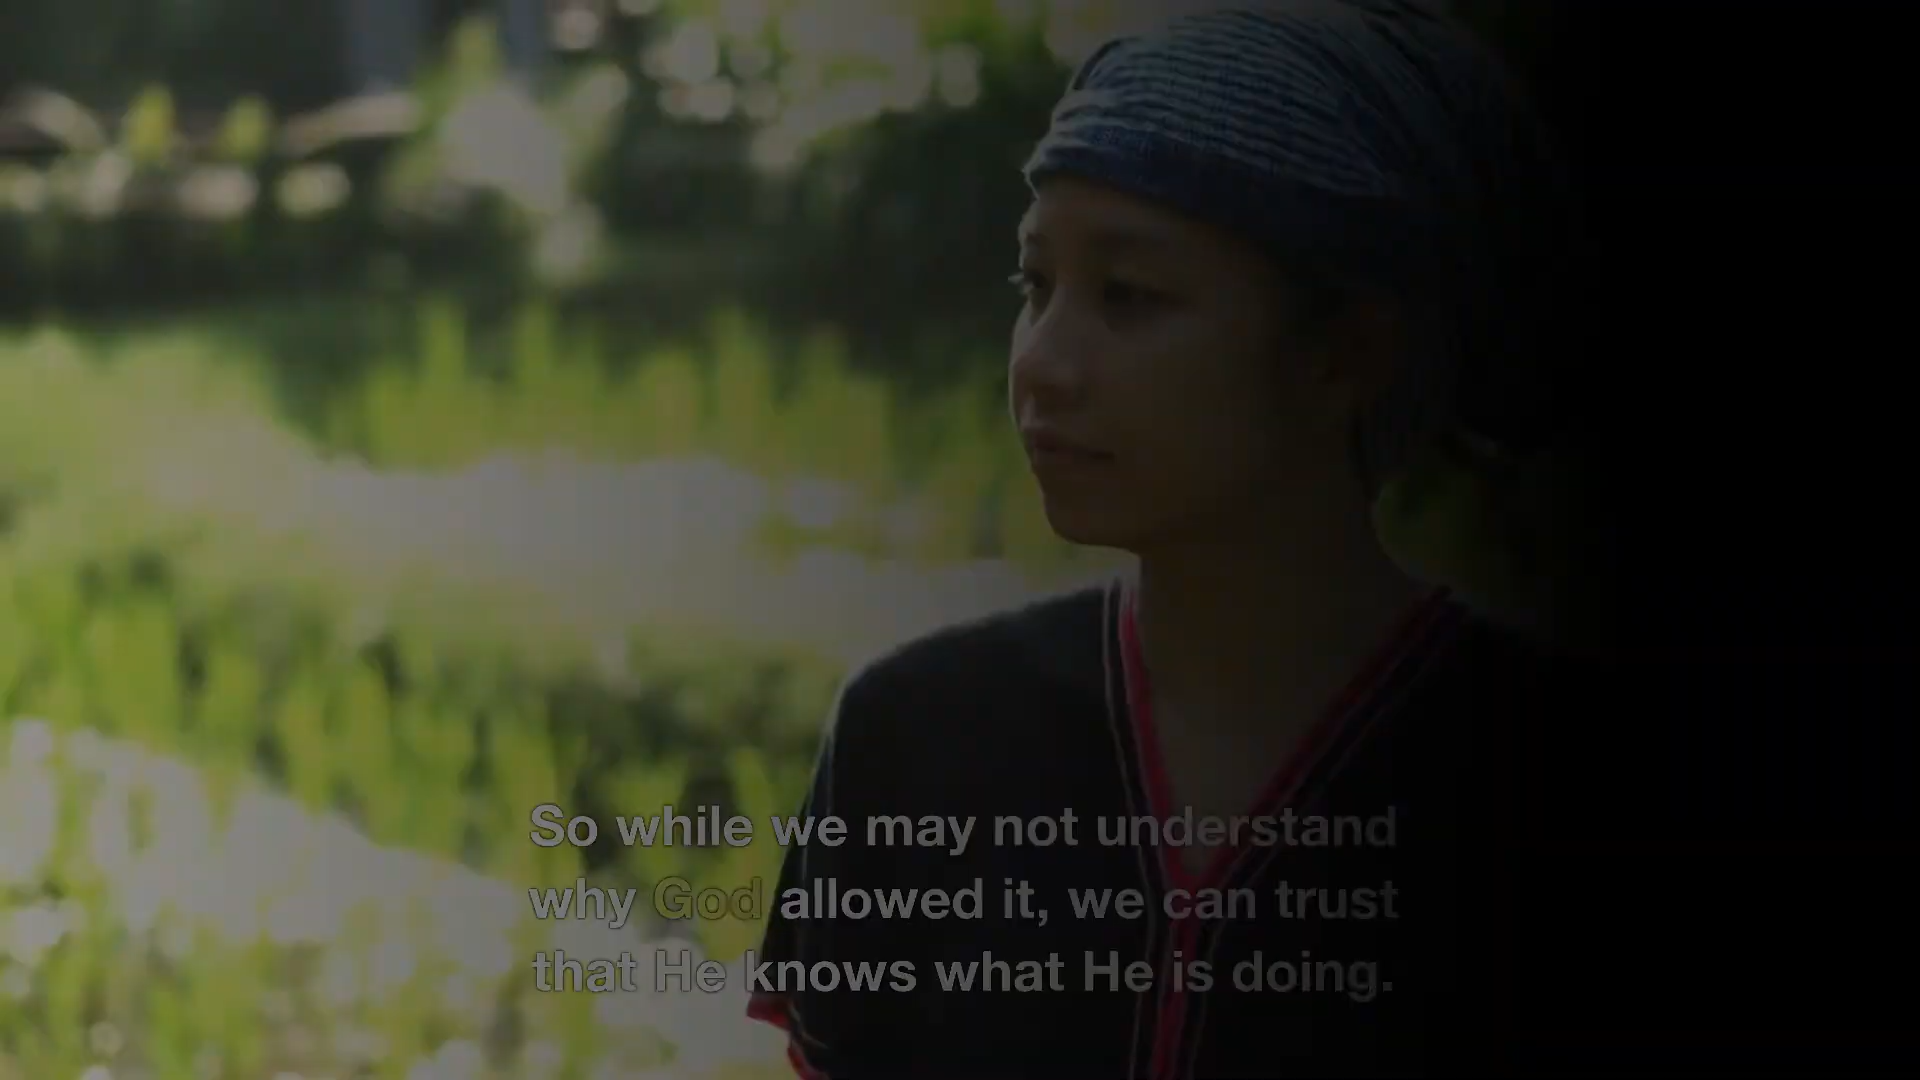 So while we may not understand
why God allowed it, we can trust
that He knows what He is doing.